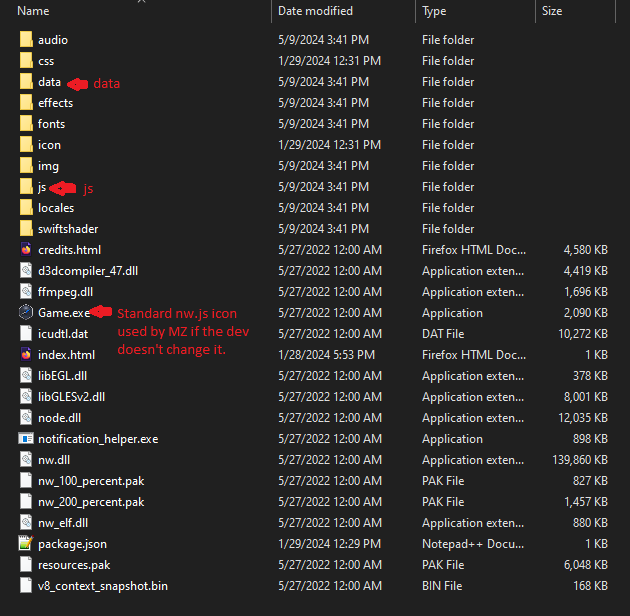 Name Date modified Type Size
audio 5/9/2024 3:41 PM File folder
css 1/29/2024 12:31 PM File folder
data data 5/9/2024 3:41 PM File folder
effects 5/9/2024 3:41 PM File folder
fonts 5/9/2024 3:41 PM File folder
icon 1/29/2024 12:31 PM File folder
img 5/9/2024 3:41 PM File folder
js js 5/9/2024 3:41 PM File folder
locales 5/9/2024 3:41 PM File folder
swiftshader 5/9/2024 3:41 PM File folder
credits.html 5/27/2022 12:00 AM Firefox HTML Doc... 4,580 KB
d3dcompiler_47.dll 5/27/2022 12:00 AM Application exten... 4,419 KB
ffmpeg.dll 5/27/2022 12:00 AM Application exten... 1,696 KB
Game.exe Standard nw.js icon 5/27/2022 12:00 AM Application 2,090 KB
icudtl.dat used by MZ if the dev 5/27/2022 12:00 AM DAT File 10,272 KB
index.html doesn't change it. 1/28/2024 5:53 PM Firefox HTML Doc... 1 KB
libEGL.dll 5/27/2022 12:00 AM Application exten... 378 KB
libGLESv2.dll 5/27/2022 12:00 AM Application exten... 8,001 KB
node.dll 5/27/2022 12:00 AM Application exten... 12,035 KB
notification_helper.exe 5/27/2022 12:00 AM Application 898 KB
nw.dll 5/27/2022 12:00 AM Application exten... 139,860 KB
nw_100_percent.pak 5/27/2022 12:00 AM PAK File 827 KB
nw_200_percent.pak 5/27/2022 12:00 AM PAK File 1,457 KB
nw_elf.dll 5/27/2022 12:00 AM Application exten... 880 KB
package.json 1/29/2024 12:29 PM Notepad++ Docu... 1 KB
resources.pak 5/27/2022 12:00 AM PAK File 6,048 KB
v8_context_snapshot.bin 5/27/2022 12:00 AM BIN File 168 KB